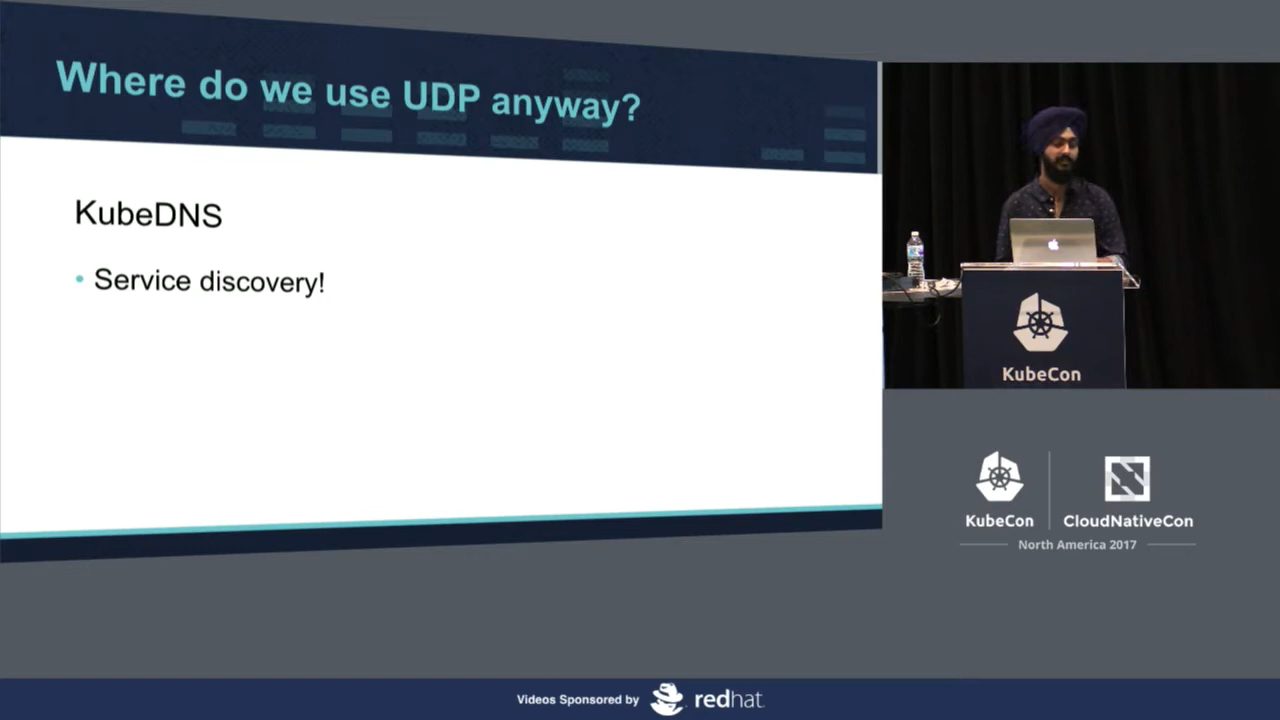 Where do we use UDP anyway?
KubeDNS
• Service discovery!
KubeCon
KubeCon
CloudNativeCon
North America 2017
Videos Sponsored by redhat.